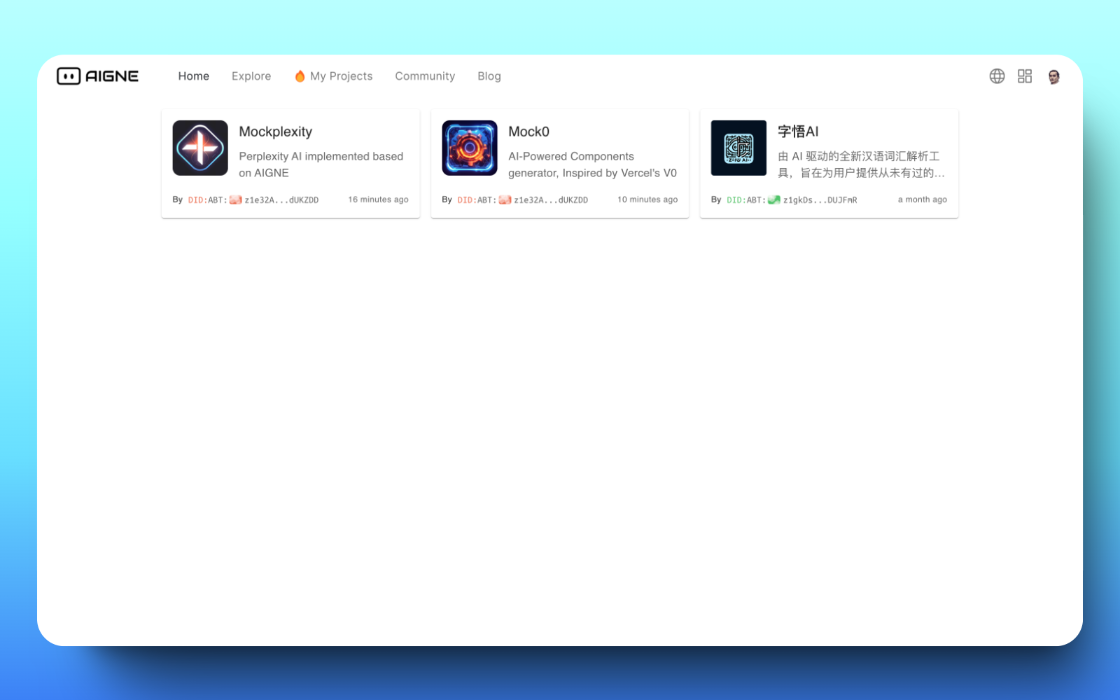 AIGNE
Home Explore My Projects Community Blog
Mockplexity
Perplexity AI implemented based
on AIGNE
By DID:ABT: z1e32A...dUKZDD 16 minutes ago
Mock0
AI-Powered Components
generator, Inspired by Vercel's V0
By DID:ABT: z1e32A...dUKZDD 10 minutes ago
字悟AI
由 AI 驱动的全新汉语词汇解析工
具，旨在为用户提供从未有过的...
By DID:ABT: z1gkDs...DUJFmR a month ago